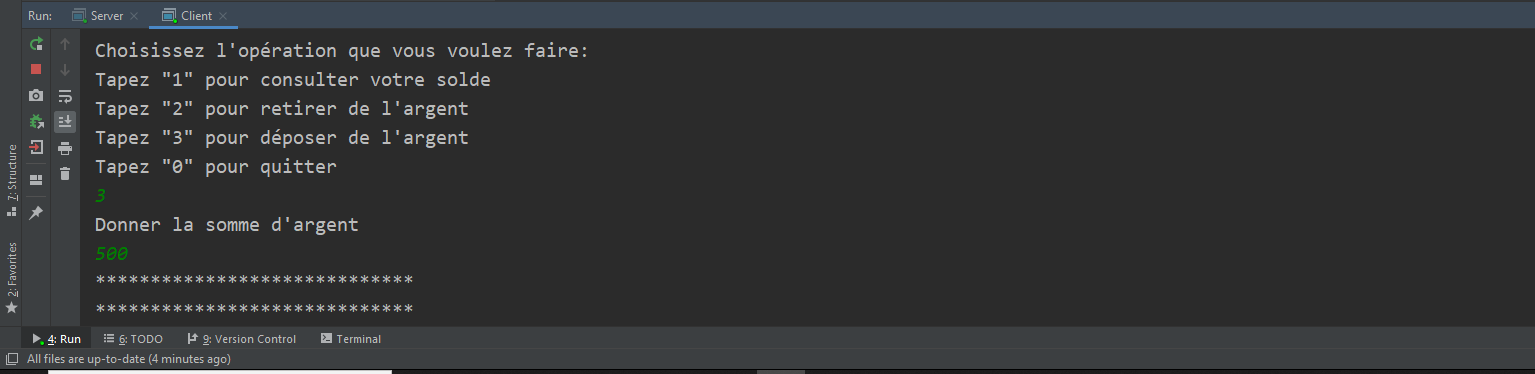 Run: Server × Client ×
Choisissez l'opération que vous voulez faire:
Tapez "1" pour consulter votre solde
Tapez "2" pour retirer de l'argent
Tapez "3" pour déposer de l'argent
Tapez "0" pour quitter
3
Donner la somme d'argent
500
*****************************
*****************************
7: Structure
2: Favorites
4: Run 6: TODO 9: Version Control Terminal
All files are up-to-date (4 minutes ago)